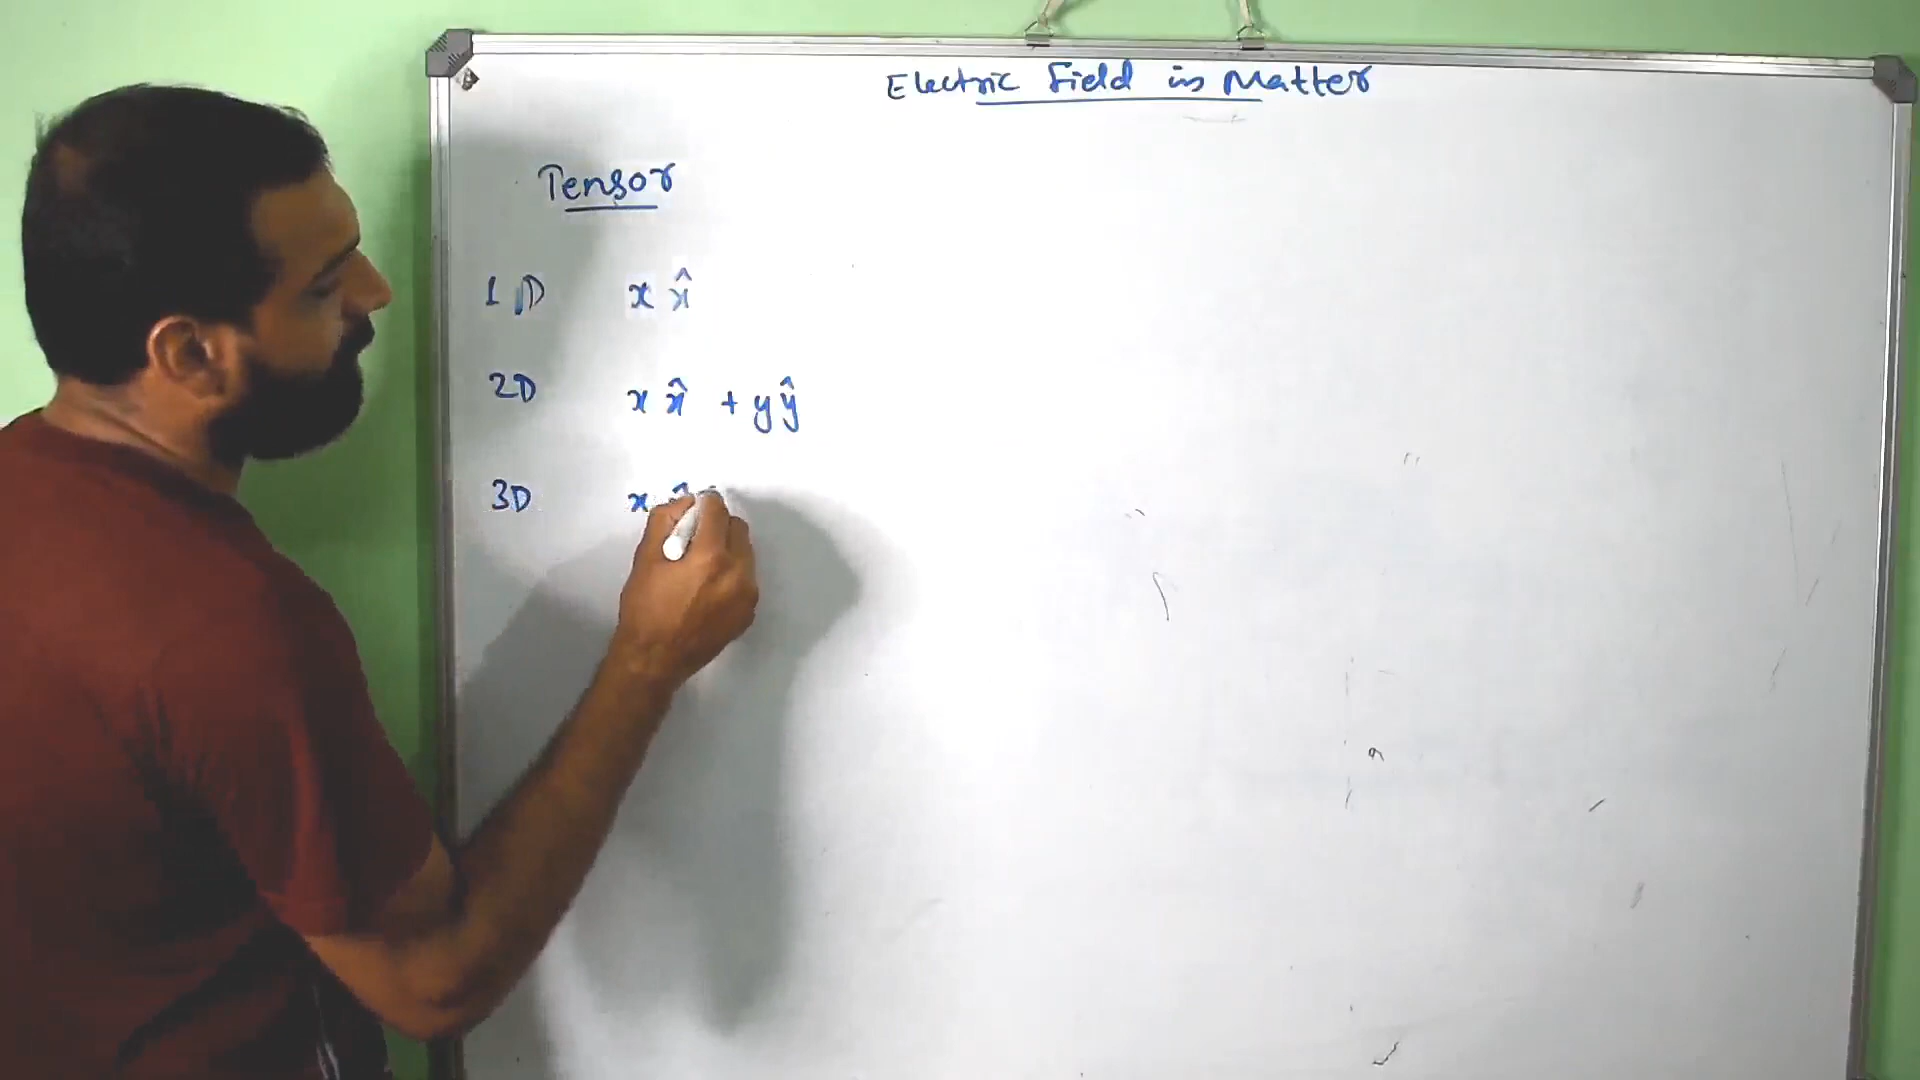 Electric Field in Matter
Tensor
1D x x̂
2D x x̂ + y ŷ
3D x